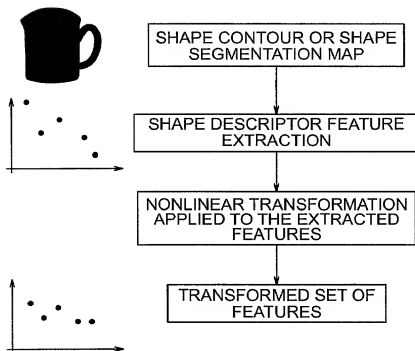 SHAPE CONTOUR OR SHAPE
SEGMENTATION MAP
SHAPE DESCRIPTOR FEATURE
EXTRACTION
NONLINEAR TRANSFORMATION
APPLIED TO THE EXTRACTED
FEATURES
TRANSFORMED SET OF
FEATURES